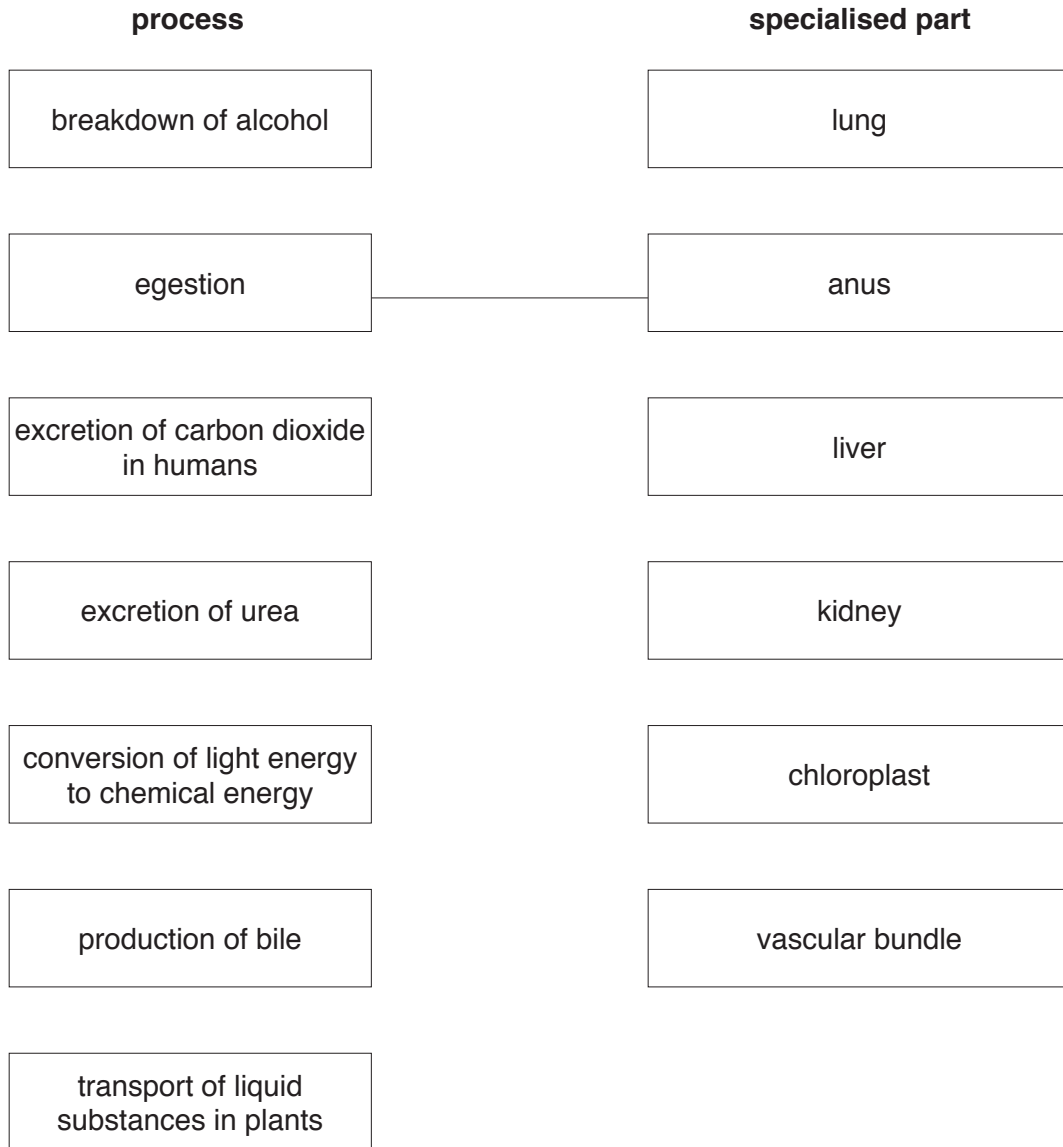 process
specialised part
breakdown of alcohol
lung
egestion
anus
excretion of carbon dioxide
in humans
liver
excretion of urea
kidney
conversion of light energy
to chemical energy
chloroplast
production of bile
vascular bundle
transport of liquid
substances in plants